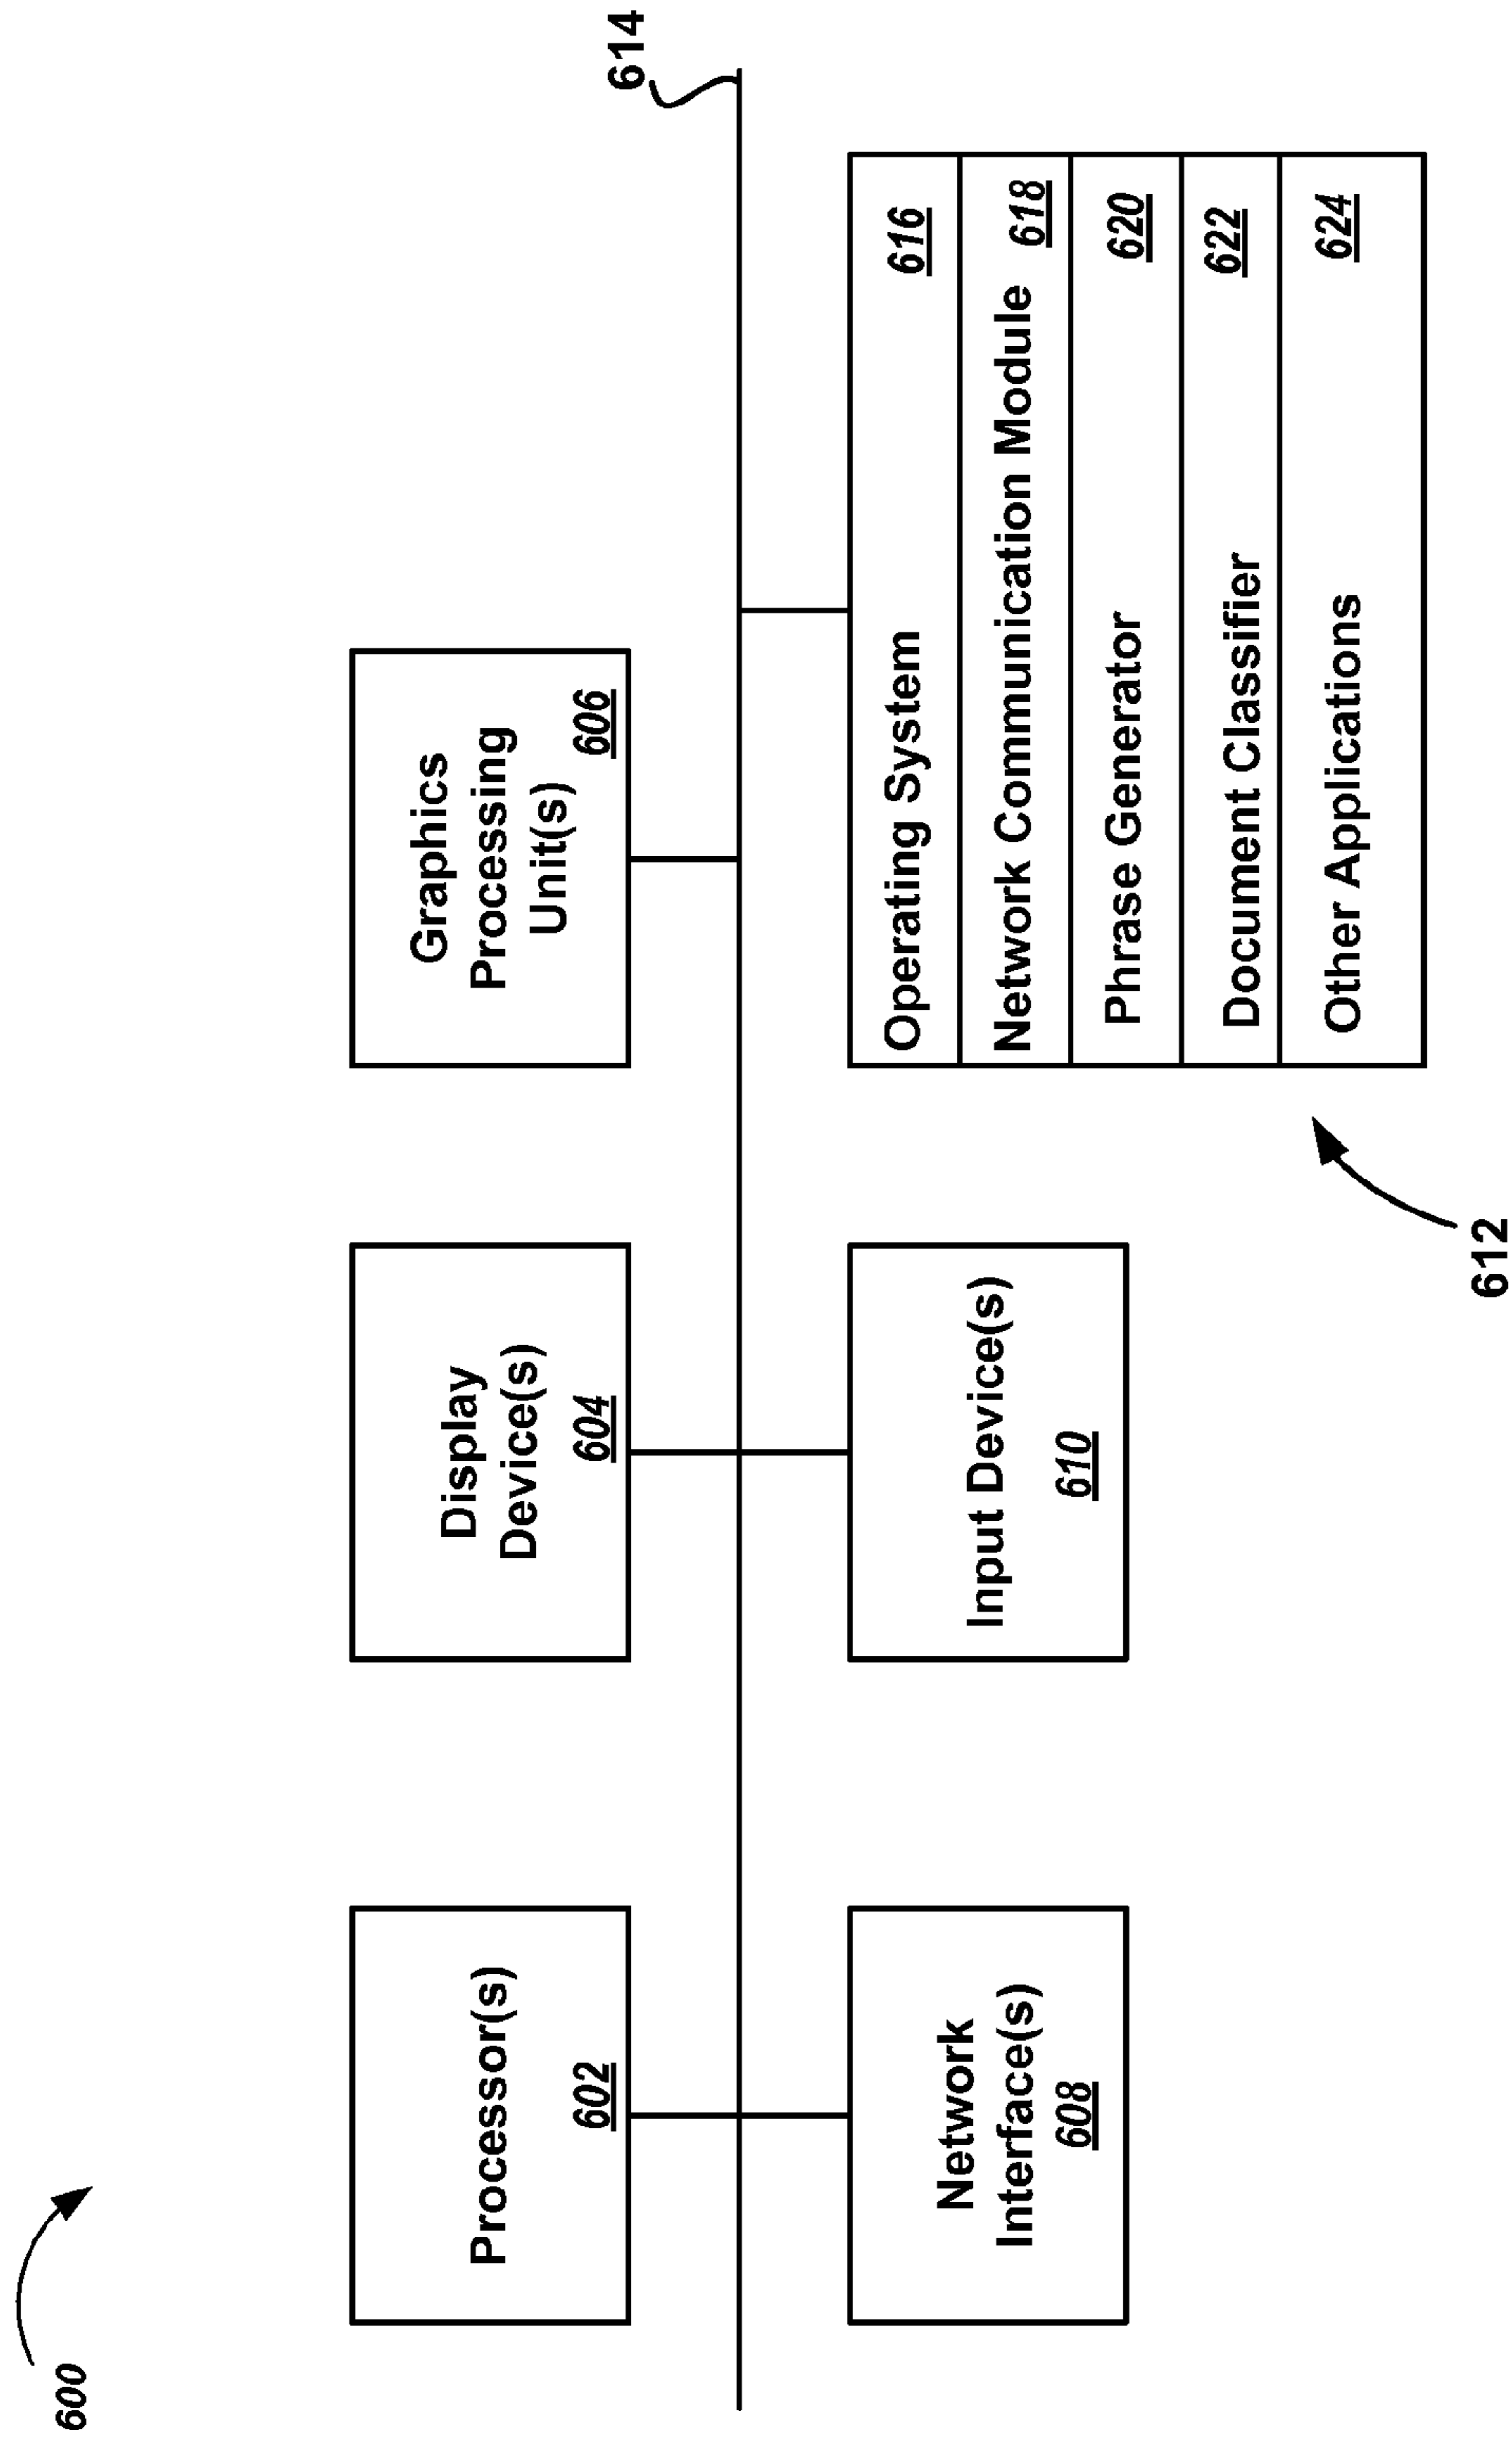 600
Processor(s)
602
Display
Device(s)
604
Graphics
Processing
Unit(s)
606
614
Network
Interface(s)
608
Input Device(s)
610
Operating System 616
Network Communication Module 618
Phrase Generator 620
Document Classifier 622
Other Applications 624
612